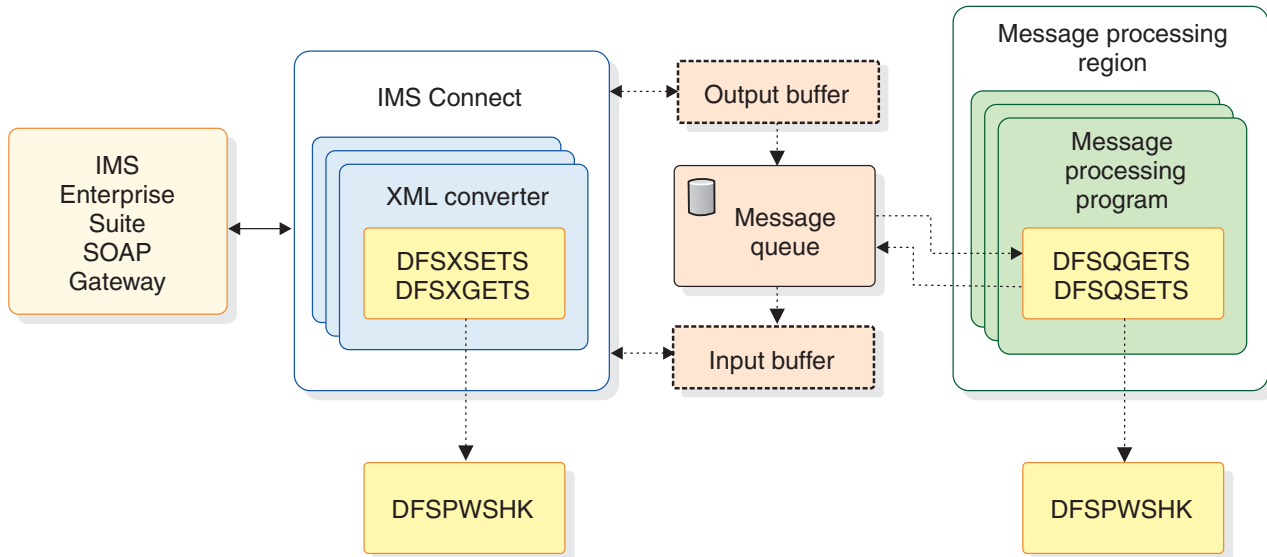 IMS
Enterprise
Suite
SOAP
Gateway
IMS Connect
XML converter
DFSXSETS
DFSXGETS
DFSPWSHK
Output buffer
Message
queue
Input buffer
Message processing
region
Message
processing
program
DFSQGETS
DFSQSETS
DFSPWSHK